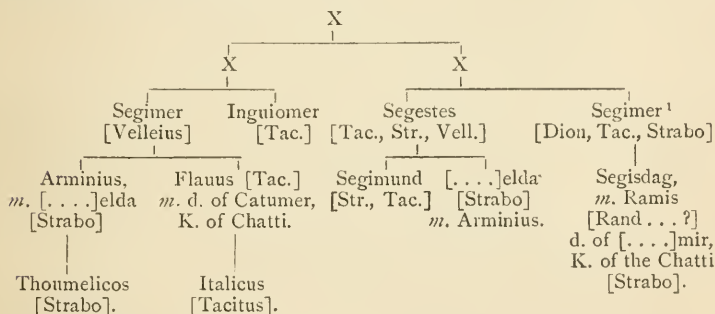 X
X X
Segimer Inguiomer Segestes Segimer ¹
[Velleius] [Tac.] [Tac., Str., Vell.] [Dion, Tac., Strabo]
Arminius, Flauus [Tac.] Segimund [....]elda Segisdag,
m. [....]elda m. d. of Catumer, [Str., Tac.] [Strabo] m. Ramis
[Strabo] K. of Chatti. m. Arminius. [Rand...?]
d. of [....]mir,
K. of the Chatti
Thoumelicos Italicus [Strabo].
[Strabo]. [Tacitus].